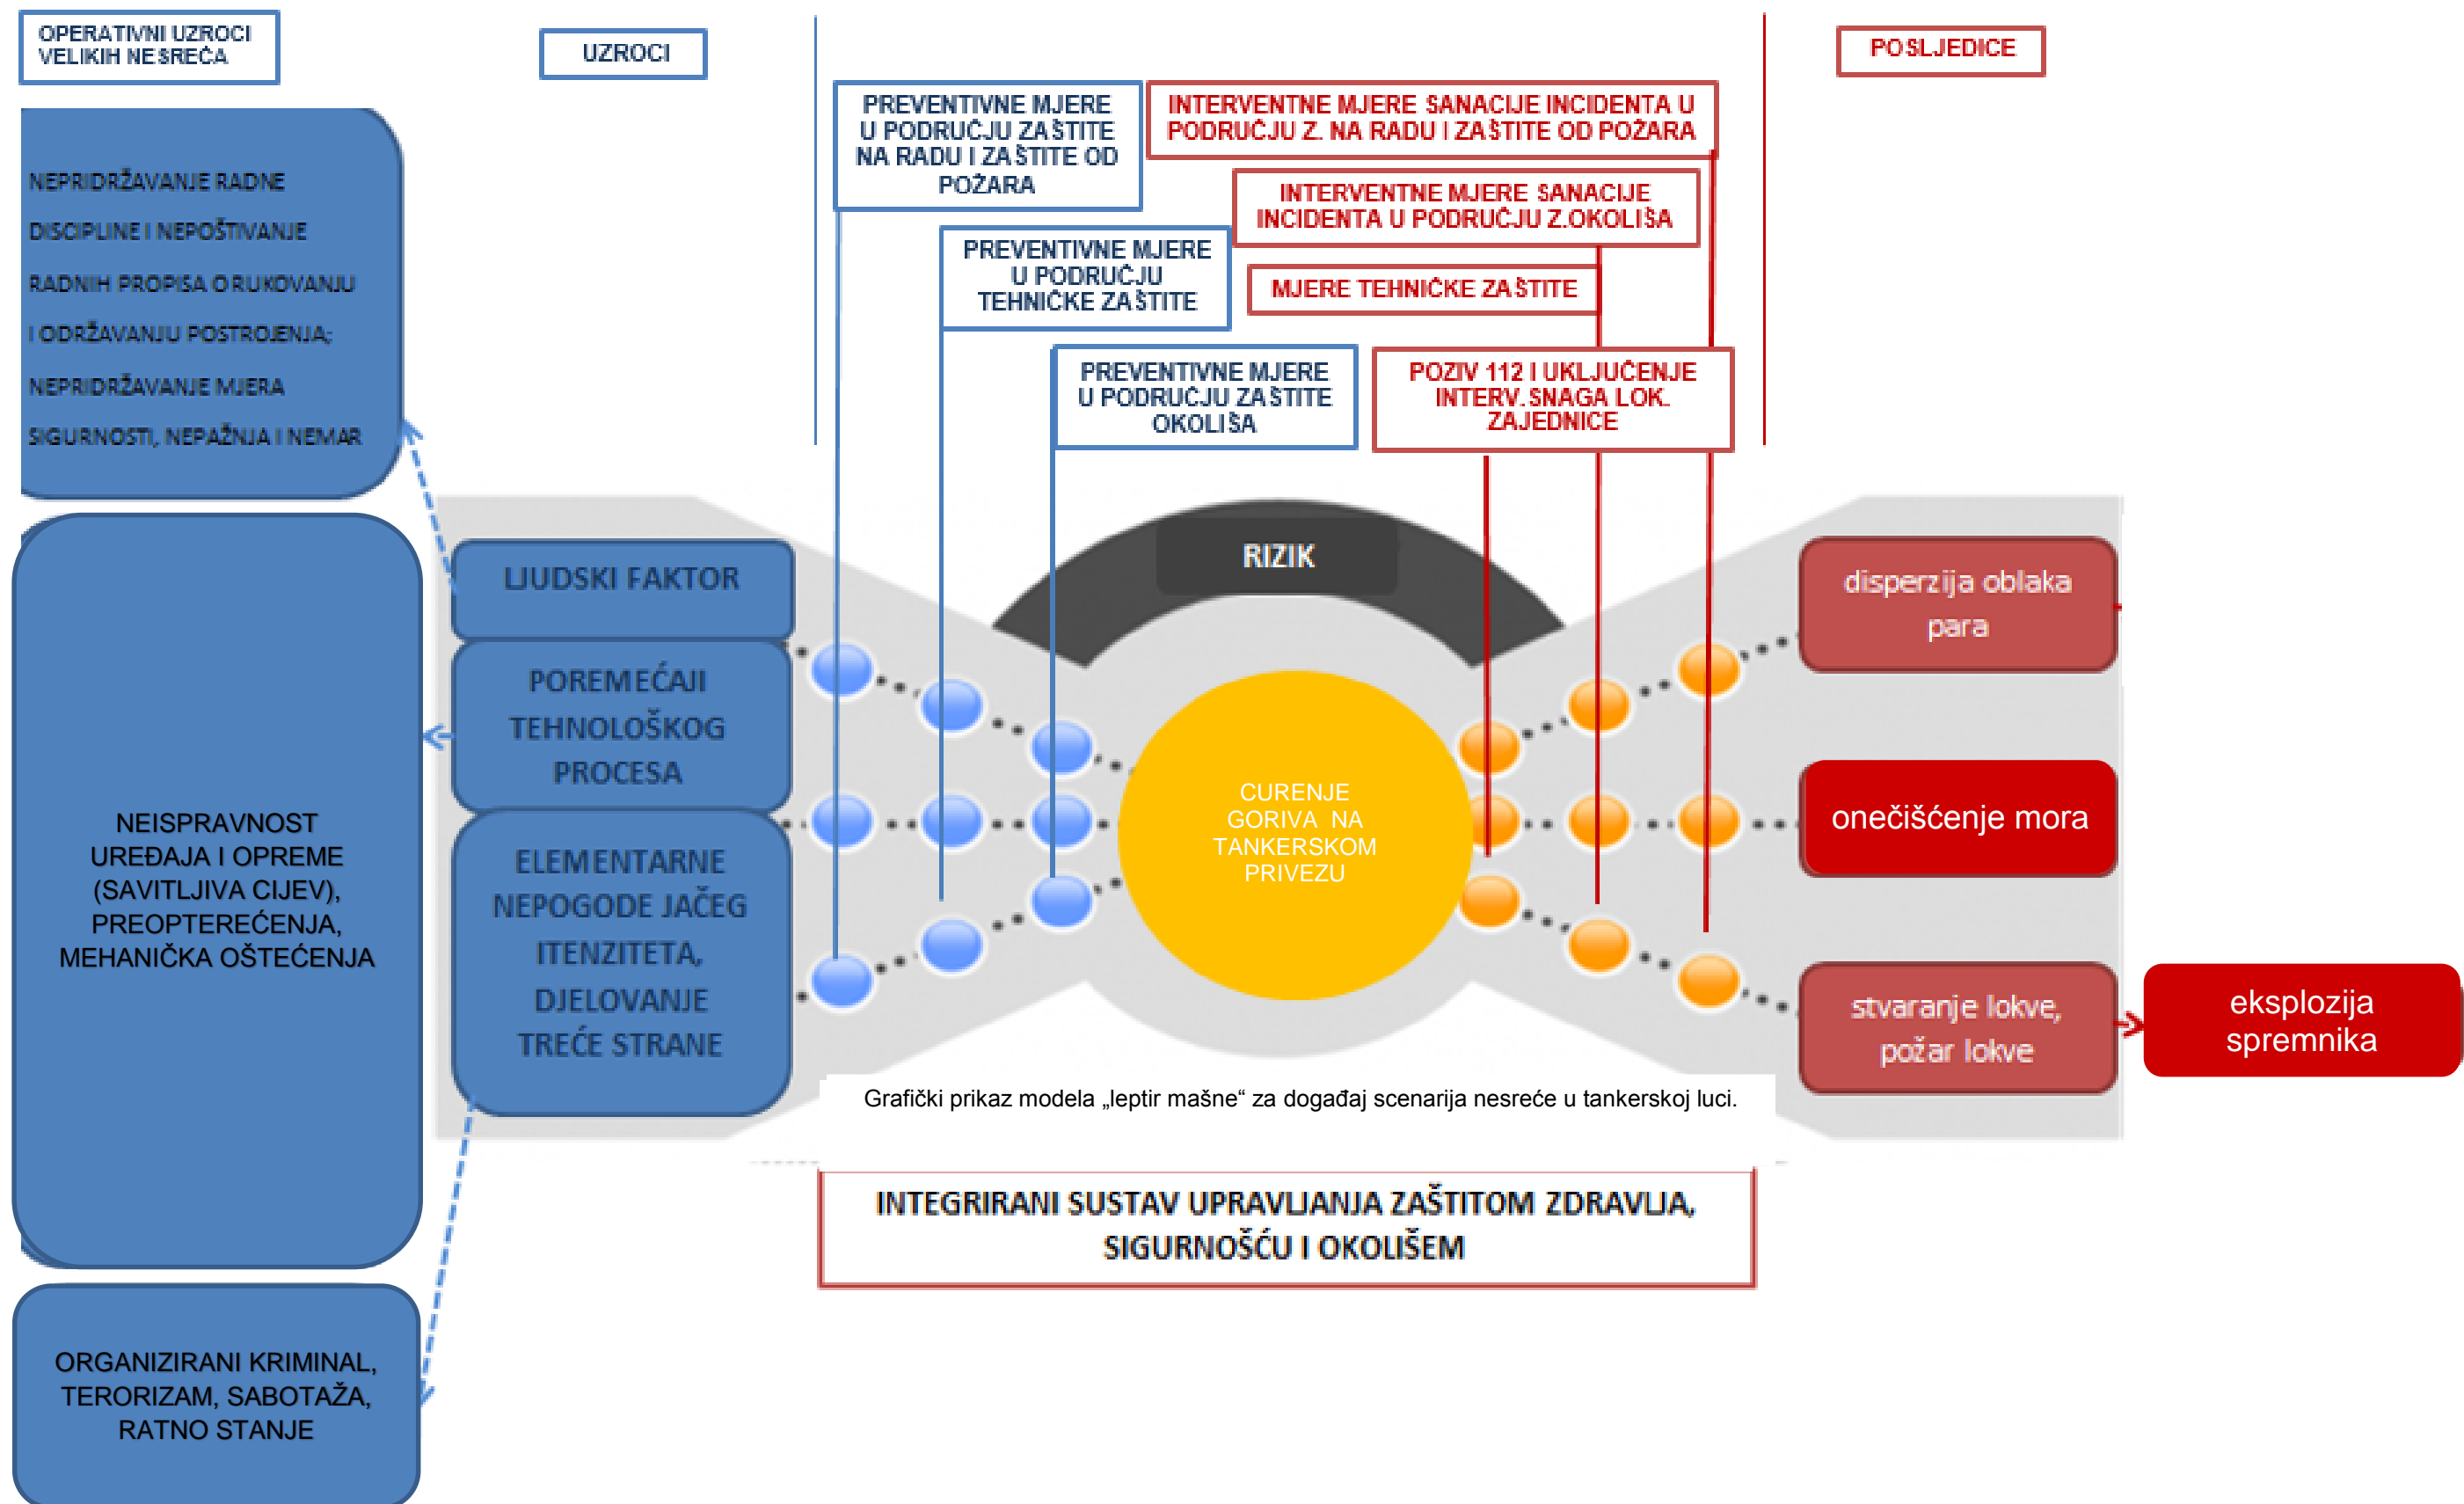 OPERATIVNI UZROCI
VELIKIH NESREĆA
UZROCI
POSLJEDICE
PREVENTIVNE MJERE
U PODRUČJU ZAŠTITE
NA RADU I ZAŠTITE OD
POŽARA
INTERVENTNE MJERE SANACIJE INCIDENTA U
PODRUČJU Z. NA RADU I ZAŠTITE OD POŽARA
INTERVENTNE MJERE SANACIJE
INCIDENTA U PODRUČJU Z.OKOLIŠA
PREVENTIVNE MJERE
U PODRUČJU
TEHNIČKE ZAŠTITE
MJERE TEHNIČKE ZAŠTITE
PREVENTIVNE MJERE
U PODRUČJU ZAŠTITE
OKOLIŠA
POZIV 112 I UKLJUČENJE
INTERV. SNAGA LOK.
ZAJEDNICE
NEPRIDRŽAVANJE RADNE
DISCIPLINE I NEPOŠTIVANJE
RADNIH PROPISA O RUKOVANJU
I ODRŽAVANJU POSTROJENJA;
NEPRIDRŽAVANJE MJERA
SIGURNOSTI, NEPAŽNJA I NEMAR
NEISPRAVNOST
UREĐAJA I OPREME
(SAVITLJIVA CIJEV),
PREOPTEREĆENJA,
MEHANIČKA OŠTEĆENJA
ORGANIZIRANI KRIMINAL,
TERORIZAM, SABOTAŽA,
RATNO STANJE
LJUDSKI FAKTOR
POREMEĆAJI
TEHNOLOŠKOG
PROCESA
ELEMENTARNE
NEPOGODE JAČEG
ITENZITETA,
DJELOVANJE
TREĆE STRANE
RIZIK
CURENJE
GORIVA NA
TANKERSKOM
PRIVEZU
disperzija oblaka
para
onečišćenje mora
stvaranje lokve,
požar lokve
eksplozija
spremnika
Grafički prikaz modela „leptir mašne“ za događaj scenarija nesreće u tankerskoj luci.
INTEGRIRANI SUSTAV UPRAVLJANJA ZAŠTITOM ZDRAVLJA,
SIGURNOŠĆU I OKOLIŠEM